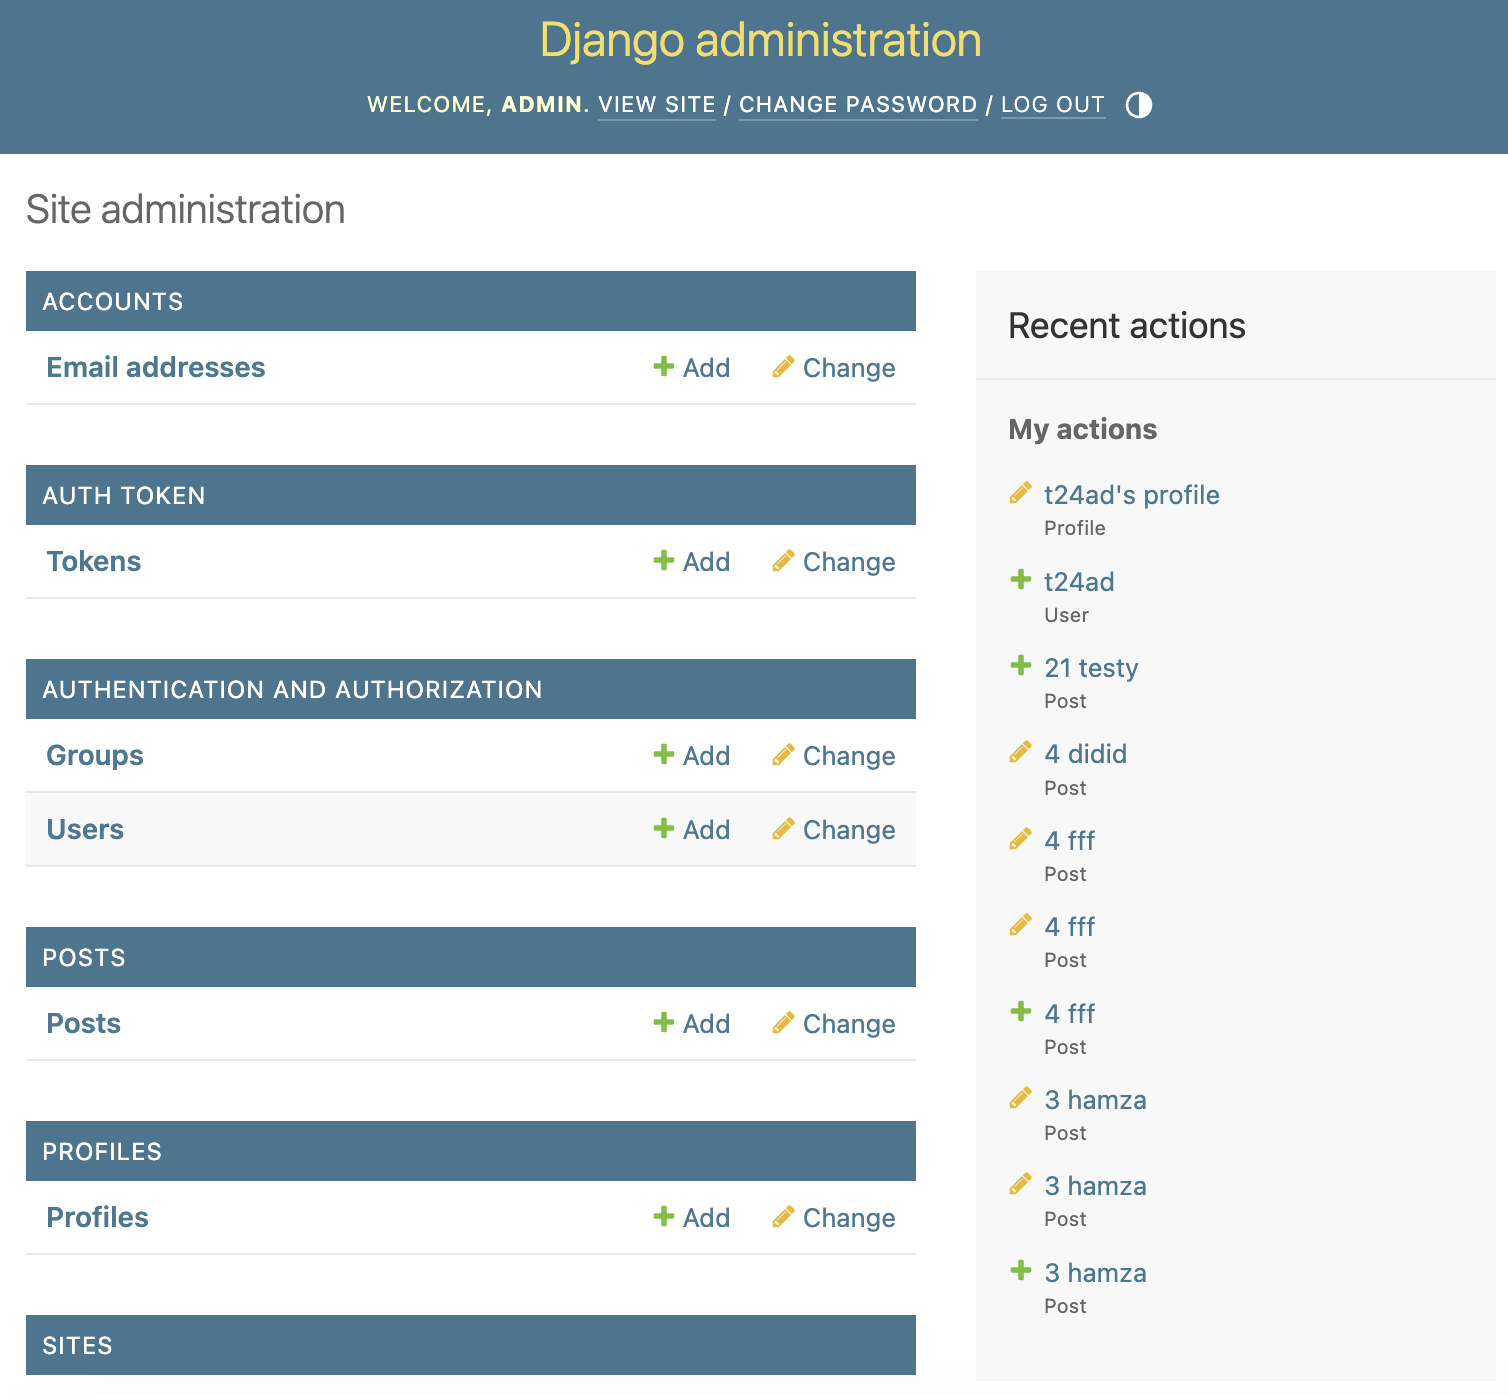 Django administration
WELCOME, ADMIN. VIEW SITE / CHANGE PASSWORD / LOG OUT
Site administration
ACCOUNTS
Email addresses Add Change
AUTH TOKEN
Tokens Add Change
AUTHENTICATION AND AUTHORIZATION
Groups Add Change
Users Add Change
POSTS
Posts Add Change
PROFILES
Profiles Add Change
SITES
Recent actions
My actions
t24ad's profile
Profile
t24ad
User
21 testy
Post
4 didid
Post
4 fff
Post
4 fff
Post
4 fff
Post
3 hamza
Post
3 hamza
Post
3 hamza
Post